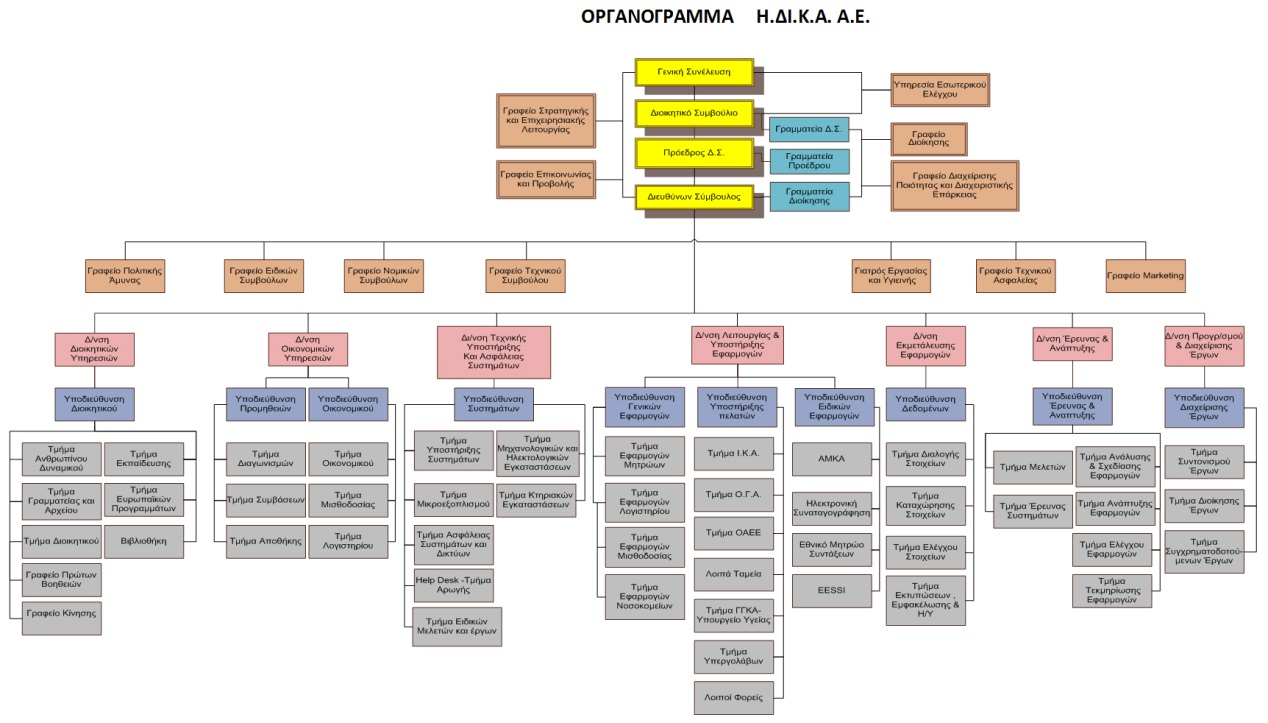 ΟΡΓΑΝΟΓΡΑΜΜΑ Η.ΔΙ.Κ.Α. Α.Ε.
Γενική Συνέλευση
Υπηρεσία Εσωτερικού
Ελέγχου
Γραφείο Στρατηγικής
και Επιχειρησιακής
Λειτουργίας
Διοικητικό Συμβούλιο
Γραμματεία Δ.Σ.
Γραφείο
Διοίκησης
Πρόεδρος Δ.Σ.
Γραμματεία
Προέδρου
Γραφείο Επικοινωνίας
και Προβολής
Γραφείο Διαχείρισης
Ποιότητας και Διαχειριστικής
Επάρκειας
Διευθύνων Σύμβουλος
Γραμματεία
Διοίκησης
Γραφείο Πολιτικής
Άμυνας
Γραφείο Ειδικών
Συμβούλων
Γραφείο Νομικών
Συμβούλων
Γραφείο Τεχνικού
Συμβούλου
Γιατρός Εργασίας
και Υγιεινής
Γραφείο Τεχνικού
Ασφαλείας
Γραφείο Marketing
Δ/νση
Διοικητικών
Υπηρεσιών
Δ/νση
Οικονομικών
Υπηρεσιών
Δι/νση Τεχνικής
Υποστήριξης
Και Ασφάλειας
Συστημάτων
Δ/νση Λειτουργίας &
Υποστήριξης
Εφαρμογών
Δ/νση
Εκμετάλευσης
Εφαρμογών
Δ/νση Έρευνας &
Ανάπτυξης
Δ/νση Προγρ/σμού
& Διαχείρισης
Έργων
Υποδιεύθυνση
Διοικητικού
Υποδιεύθυνση
Προμηθειών
Υποδιεύθυνση
Οικονομικού
Υποδιεύθυνση
Συστημάτων
Υποδιεύθυνση
Γενικών
Εφαρμογών
Υποδιεύθυνση
Υποστήριξης
πελατών
Υποδιεύθυνση
Ειδικών
Εφαρμογών
Υποδιεύθυνση
Δεδομένων
Υποδιεύθυνση
Έρευνας &
Αναπτυξης
Υποδιεύθυνση
Διαχείρισης
Έργων
Τμήμα
Ανθρωπίνου
Δυναμικού
Τμήμα
Εκπαίδευσης
Τμήμα
Γραμματείας και
Αρχείου
Τμήμα
Ευρωπαϊκών
Προγραμμάτων
Τμήμα Διοικητικού
Βιβλιοθήκη
Γραφείο Πρώτων
Βοηθειών
Γραφείο Κίνησης
Τμήμα
Διαγωνισμών
Τμήμα
Οικονομικού
Τμήμα Συμβάσεων
Τμήμα
Μισθοδοσίας
Τμήμα Αποθήκης
Τμήμα
Λογιστηρίου
Τμήμα
Υποστήριξης
Συστημάτων
Τμήμα
Μηχανολογικών και
Ηλεκτολογικών
Εγκαταστάσεων
Τμήμα
Μικροεξοπλισμού
Τμήμα Κτηριακών
Εγκαταστάσεων
Τμήμα Ασφάλειας
Συστημάτων και
Δικτύων
Help Desk -Τμήμα
Αρωγής
Τμήμα Ειδικών
Μελετών και έργων
Τμήμα
Εφαρμογών
Μητρώων
Τμήμα
Εφαρμογών
Λογιστηρίου
Τμήμα
Εφαρμογών
Μισθοδοσίας
Τμήμα
Εφαρμογών
Νοσοκομείων
Τμήμα Ι.Κ.Α.
Τμήμα Ο.Γ.Α.
Τμήμα ΟΑΕΕ
Λοιπά Ταμεία
Τμήμα ΓΓΚΑ-
Υπουργείο Υγείας
Τμήμα
Υπεργολάβων
Λοιποί Φορείς
ΑΜΚΑ
Ηλεκτρονική
Συναταγογράφηση
Εθνικό Μητρώο
Συντάξεων
EESSI
Τμήμα Διαλογής
Στοιχείων
Τμήμα
Καταχώρησης
Στοιχείων
Τμήμα Ελέγχου
Στοιχείων
Τμήμα
Εκτυπώσεων ,
Εμφακέλωσης &
Η/Υ
Τμήμα Μελετών
Τμήμα Ανάλυσης
& Σχεδίασης
Εφαρμογών
Τμήμα Έρευνας
Συστημάτων
Τμήμα Ανάπτυξης
Εφαρμογών
Τμήμα Ελέγχου
Εφαρμογών
Τμήμα
Τεκμηρίωσης
Εφαρμογών
Τμήμα
Συντονισμού
Έργων
Τμήμα Διοίκησης
Έργων
Τμήμα
Συγχρηματοδοτού-
μενων Έργων